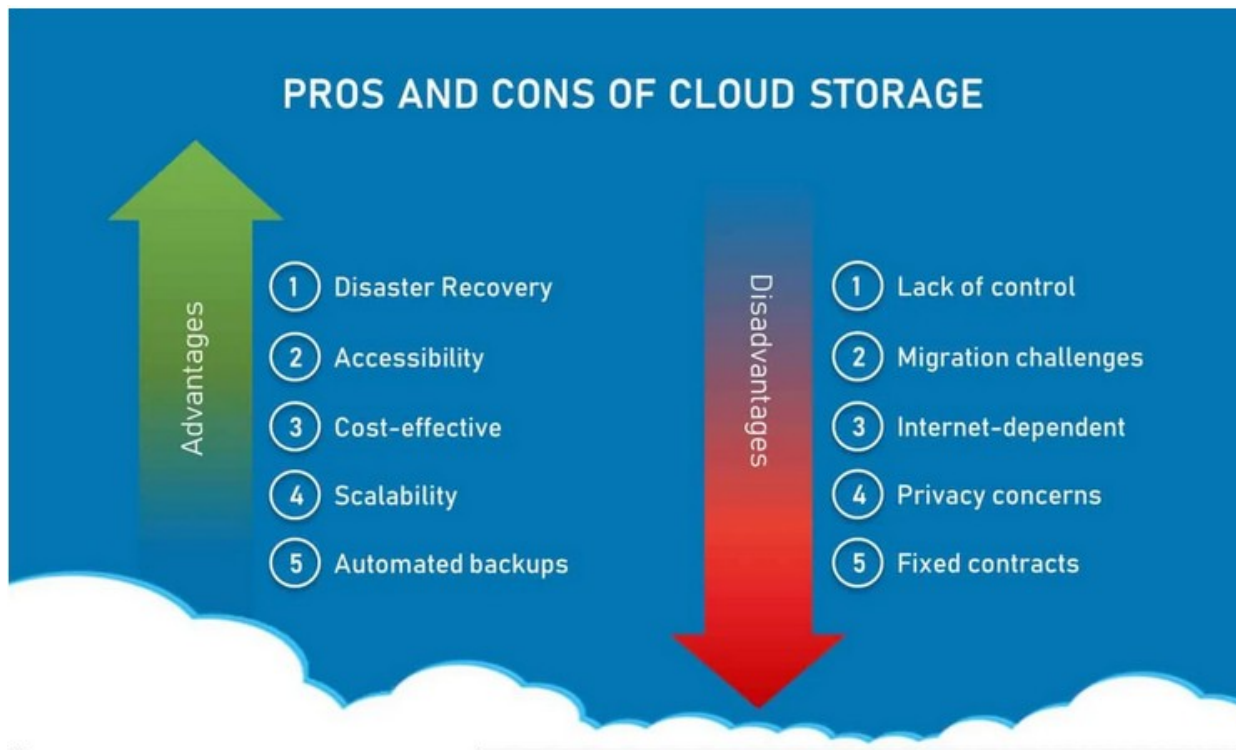 PROS AND CONS OF CLOUD STORAGE
Advantages
1 Disaster Recovery
2 Accessibility
3 Cost-effective
4 Scalability
5 Automated backups
Disadvantages
1 Lack of control
2 Migration challenges
3 Internet-dependent
4 Privacy concerns
5 Fixed contracts